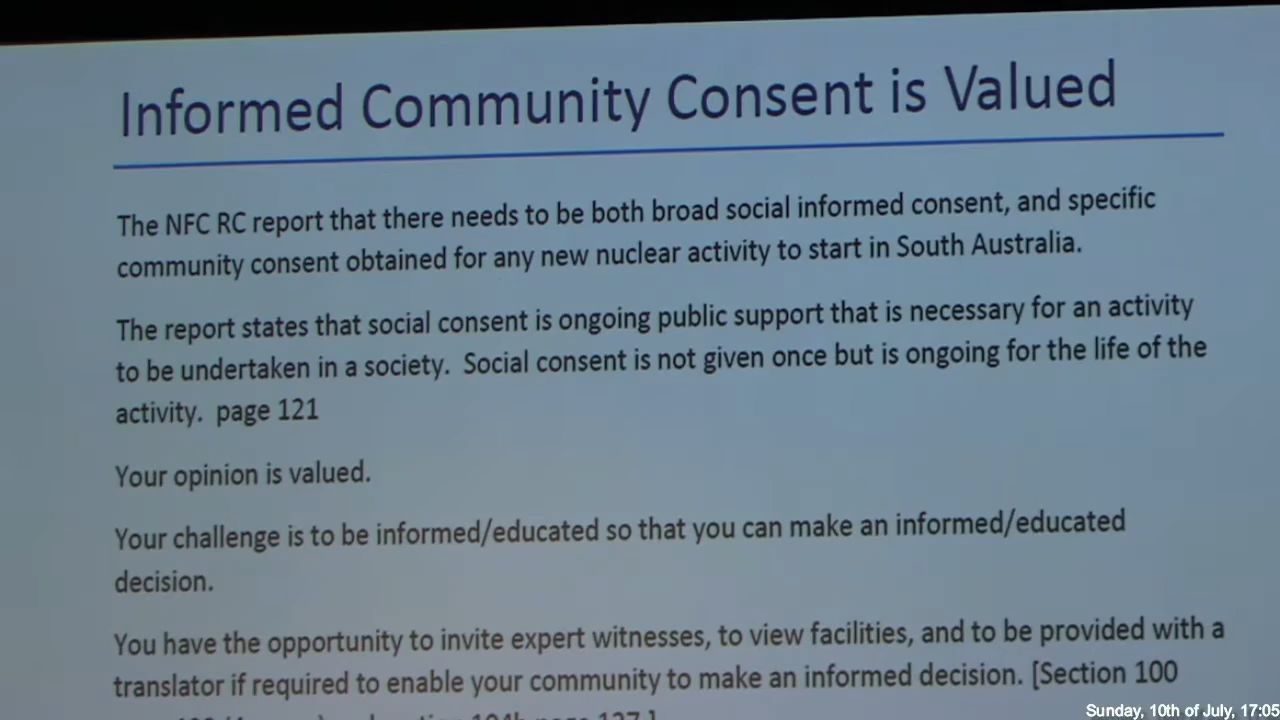 Informed Community Consent is Valued
The NFC RC report that there needs to be both broad social informed consent, and specific
community consent obtained for any new nuclear activity to start in South Australia.
The report states that social consent is ongoing public support that is necessary for an activity
to be undertaken in a society.  Social consent is not given once but is ongoing for the life of the
activity.  page 121
Your opinion is valued.
Your challenge is to be informed/educated so that you can make an informed/educated
decision.
You have the opportunity to invite expert witnesses, to view facilities, and to be provided with a
translator if required to enable your community to make an informed decision. [Section 100
Sunday, 10th of July, 17:05